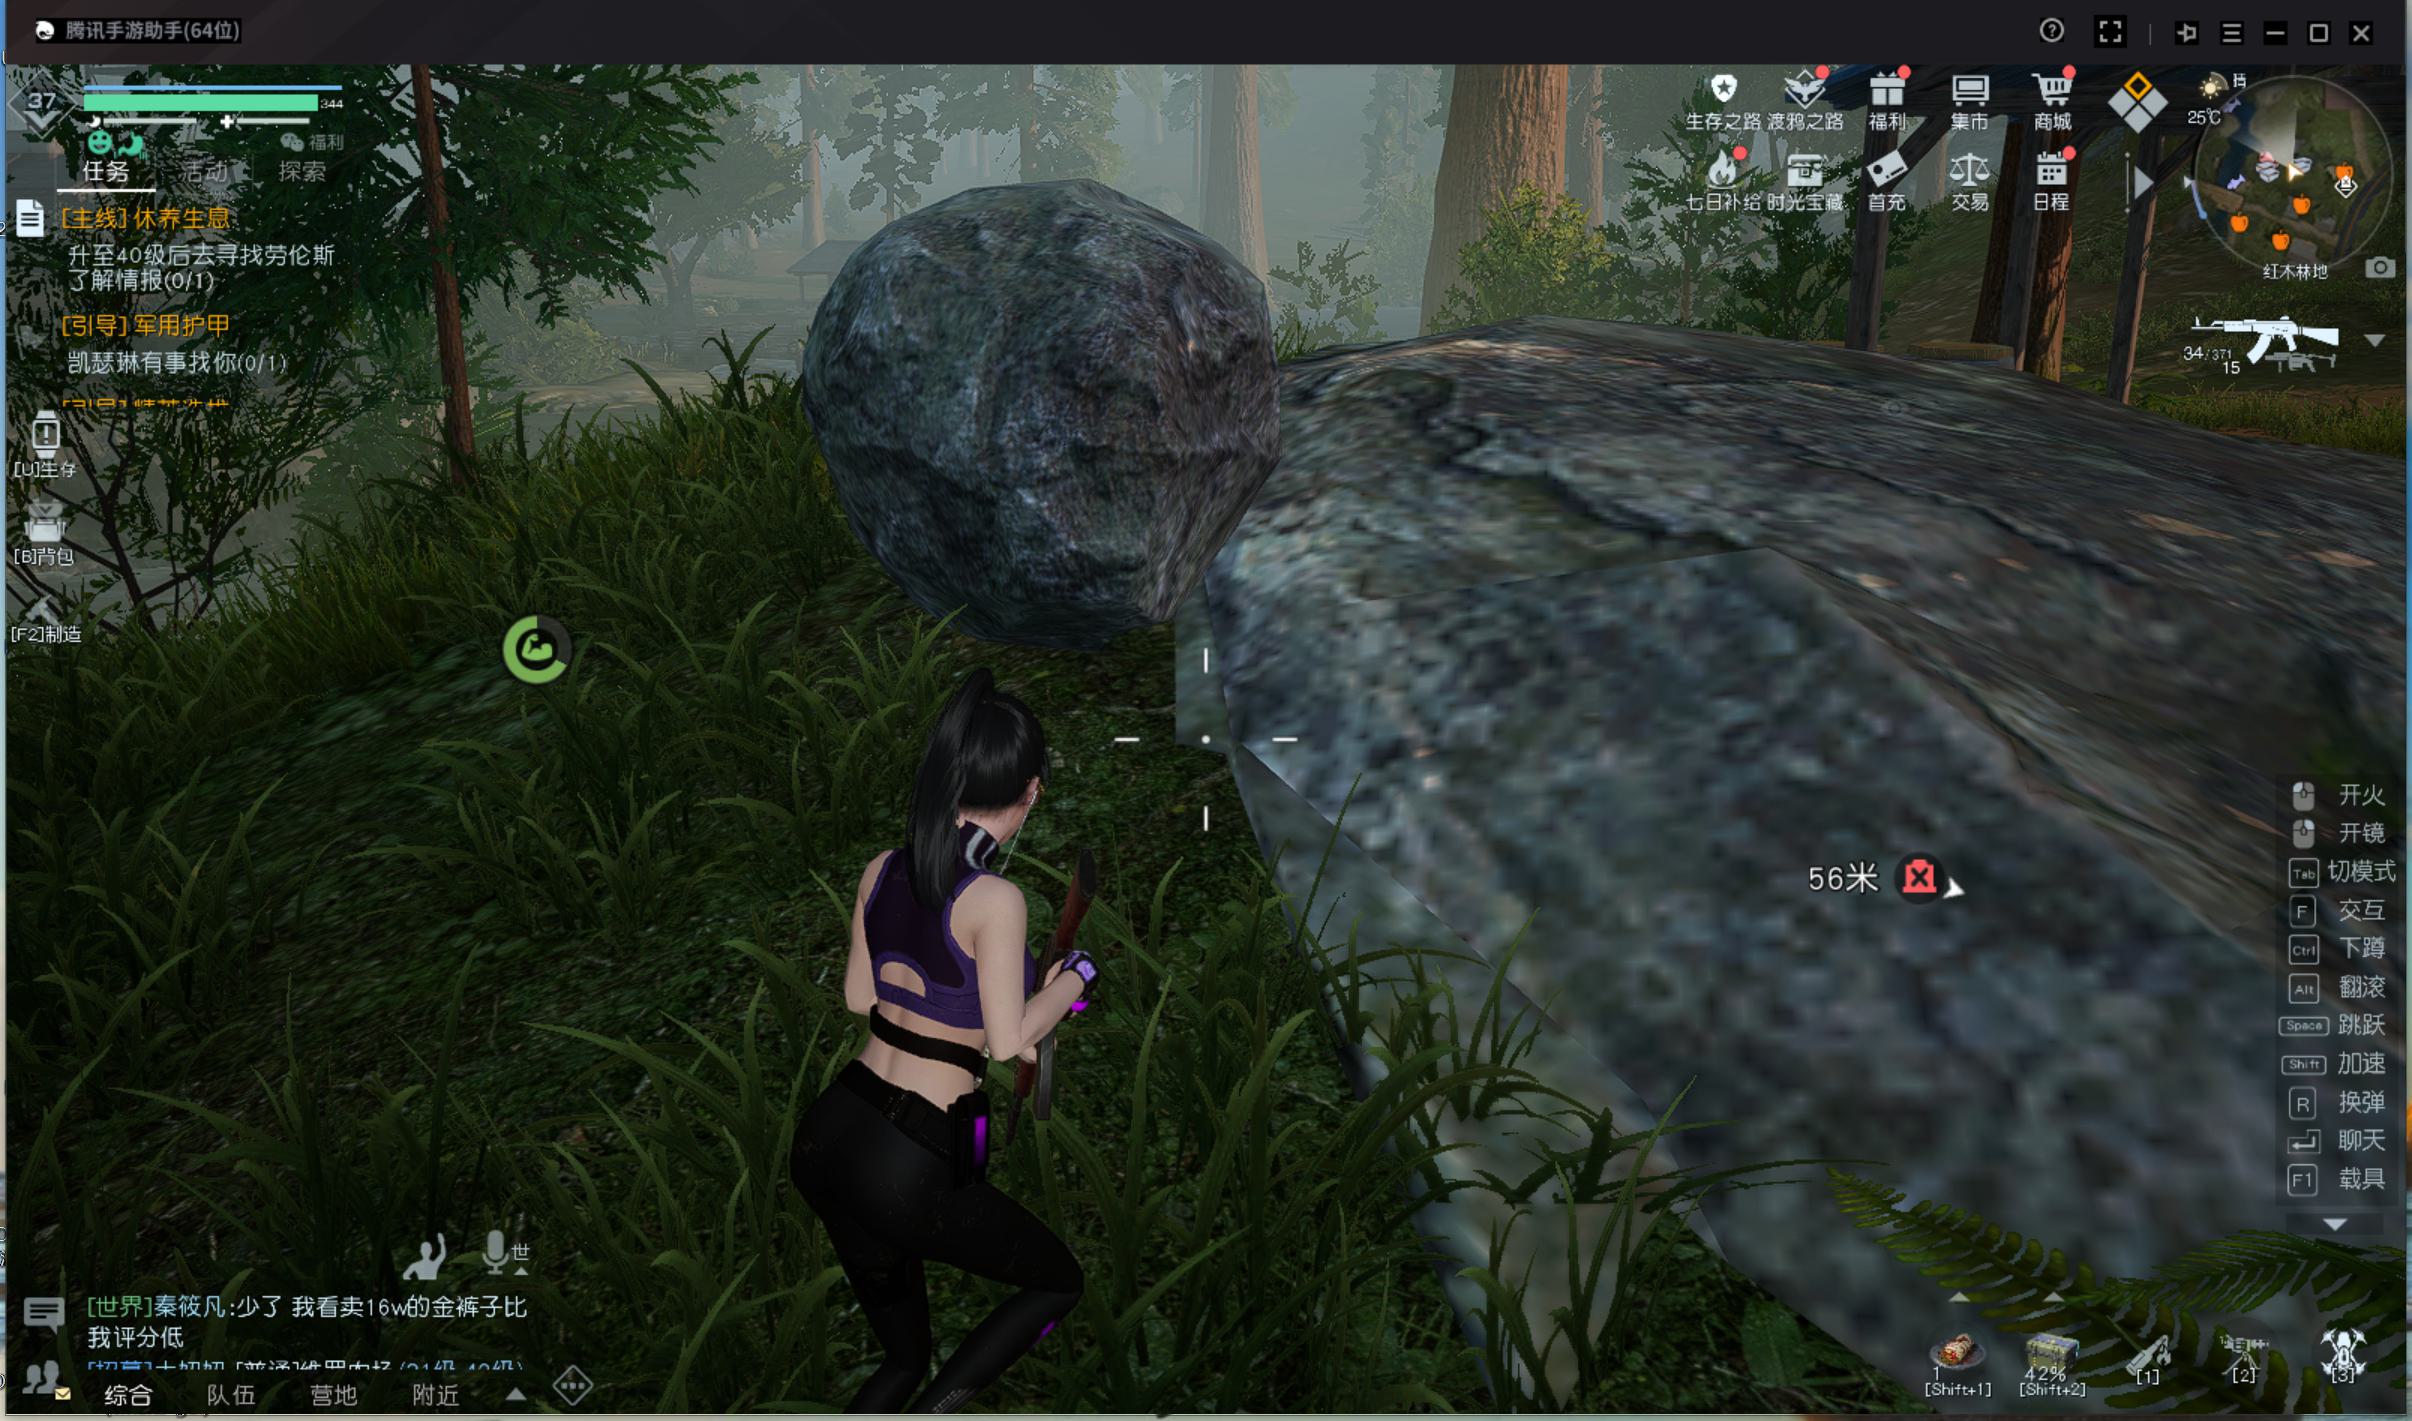 腾讯手游助手(64位)
37
344
福利
任务 活动 探索
[主线] 休养生息
升至40级后去寻找劳伦斯
了解情报(0/1)
[引导] 军用护甲
凯瑟琳有事找你(0/1)
[U]生存
[B]背包
[F2]制造
生存之路 渡鸦之路 福利 集市 商城
七日补给 时光宝藏 首充 交易 日程
晴
25℃
红木林地
34/371
15
56米
开火
开镜
Tab 切模式
F 交互
Ctrl 下蹲
Alt 翻滚
Space 跳跃
Shift 加速
R 换弹
聊天
F1 载具
世
[世界]秦筱凡:少了 我看卖16w的金裤子比
我评分低
综合 队伍 营地 附近
1 42%
[Shift+1] [Shift+2] [1] [2] [3]